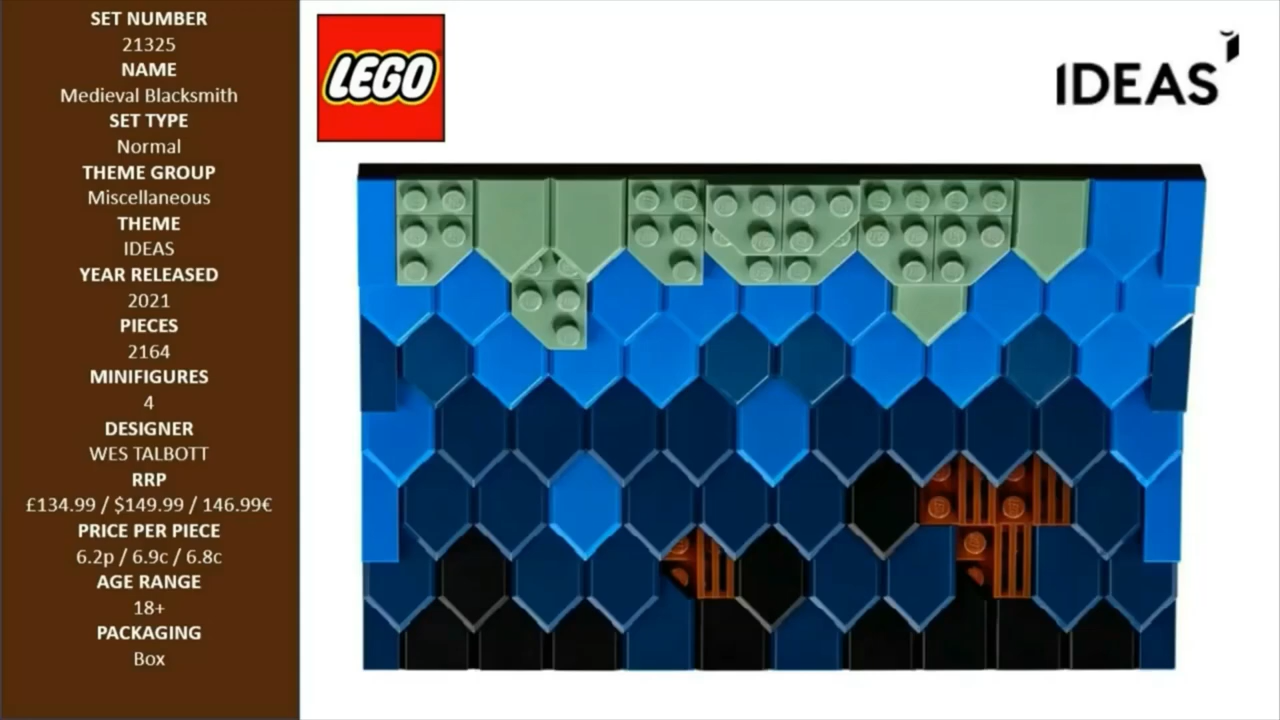 SET NUMBER
21325
NAME
Medieval Blacksmith
SET TYPE
Normal
THEME GROUP
Miscellaneous
THEME
IDEAS
YEAR RELEASED
2021
PIECES
2164
MINIFIGURES
4
DESIGNER
WES TALBOTT
RRP
£134.99 / $149.99 / 146.99€
PRICE PER PIECE
6.2p / 6.9c / 6.8c
AGE RANGE
18+
PACKAGING
Box
LEGO
IDEAS